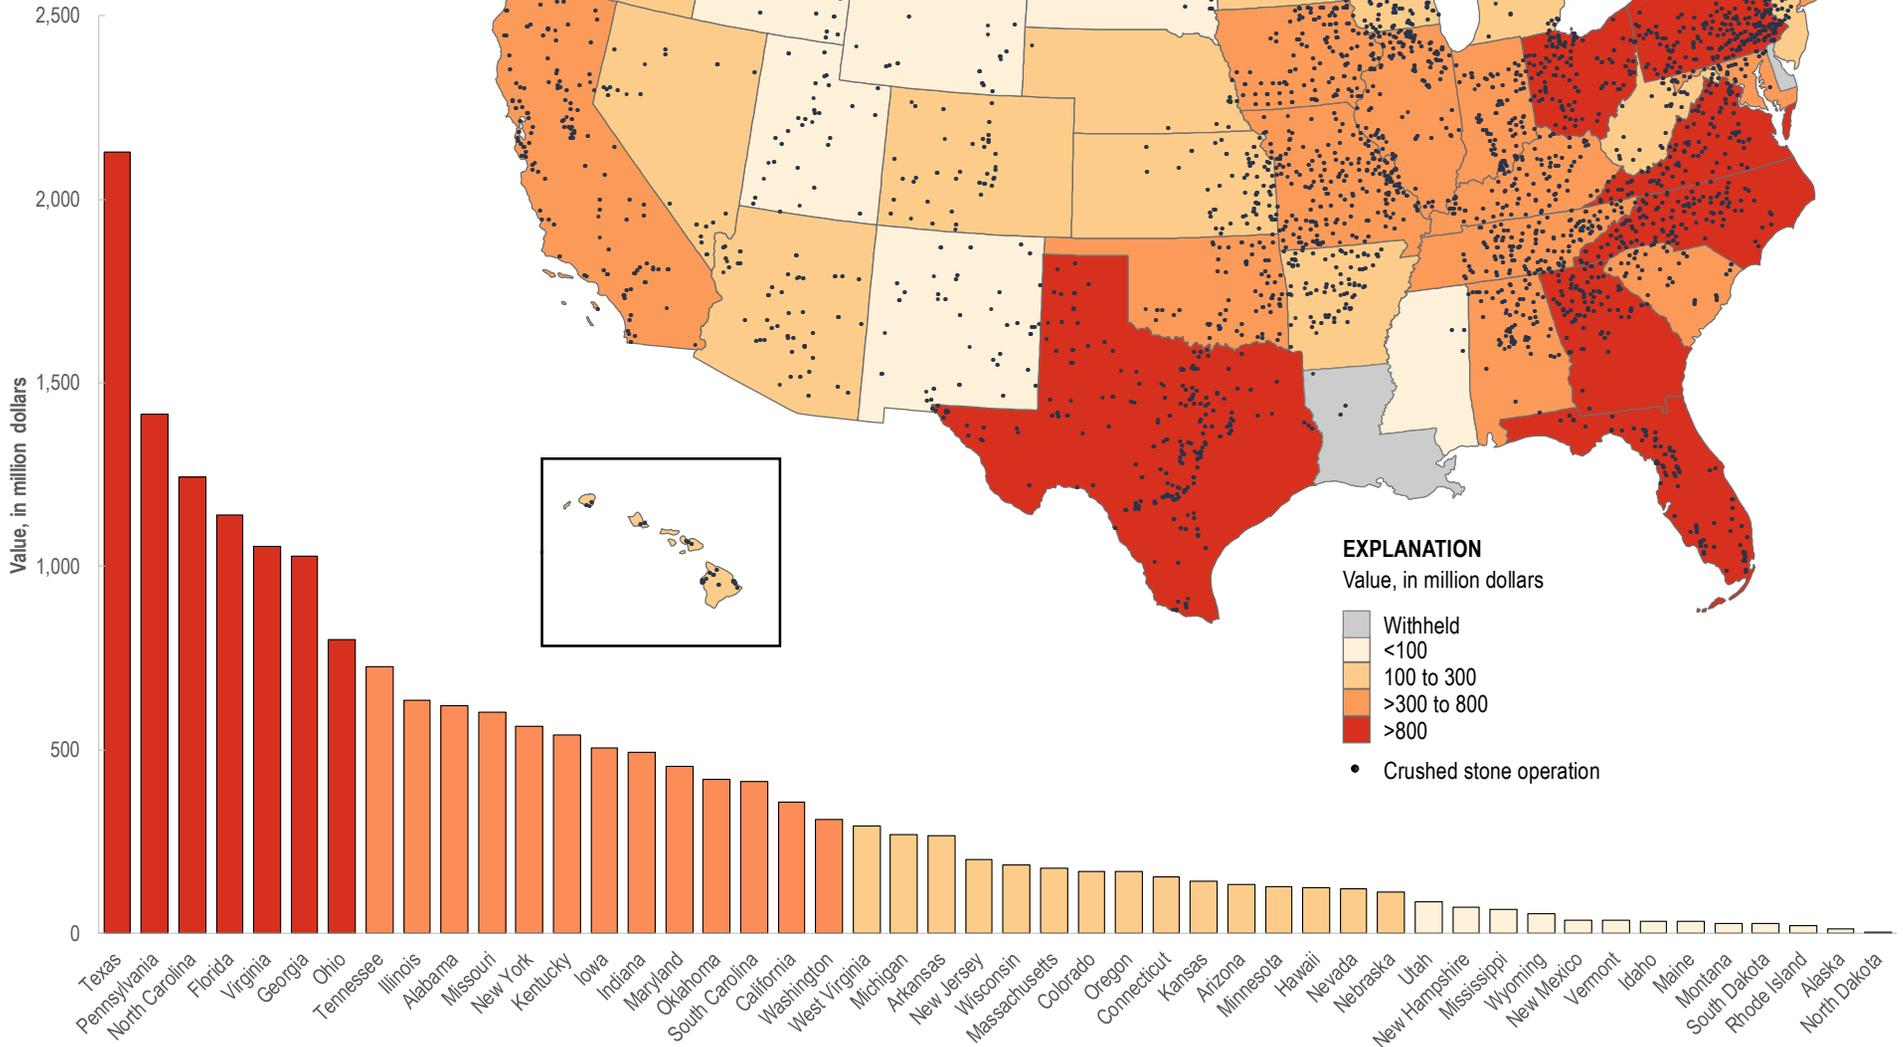 2,500
2,000
1,500
1,000
500
0
Value, in million dollars
EXPLANATION
Value, in million dollars
Withheld
<100
100 to 300
>300 to 800
>800
Crushed stone operation
Texas
Pennsylvania
North Carolina
Florida
Virginia
Georgia
Ohio
Tennessee
Illinois
Alabama
Missouri
New York
Kentucky
Iowa
Indiana
Maryland
Oklahoma
South Carolina
California
Washington
West Virginia
Michigan
Arkansas
New Jersey
Wisconsin
Massachusetts
Colorado
Oregon
Connecticut
Kansas
Arizona
Minnesota
Hawaii
Nevada
Nebraska
Utah
New Hampshire
Mississippi
Wyoming
New Mexico
Vermont
Idaho
Maine
Montana
South Dakota
Rhode Island
Alaska
North Dakota